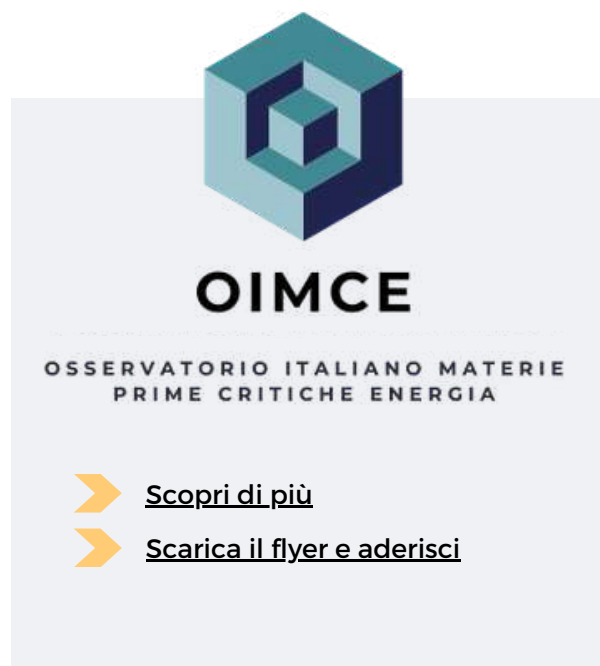 OIMCE
OSSERVATORIO ITALIANO MATERIE
PRIME CRITICHE ENERGIA
Scopri di più
Scarica il flyer e aderisci